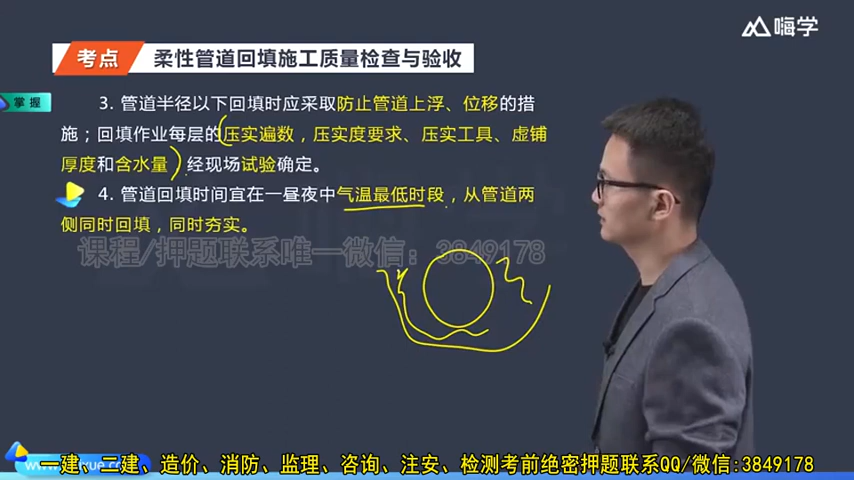 嗨学
考点 柔性管道回填施工质量检查与验收
掌握
3. 管道半径以下回填时应采取防止管道上浮、位移的措
施；回填作业每层的压实遍数，压实度要求、压实工具、虚铺
厚度和含水量，经现场试验确定。
4. 管道回填时间宜在一昼夜中气温最低时段，从管道两
侧同时回填，同时夯实。
课程/押题联系唯一微信：3849178
一建、二建、造价、消防、监理、咨询、注安、检测考前绝密押题联系QQ/微信:3849178